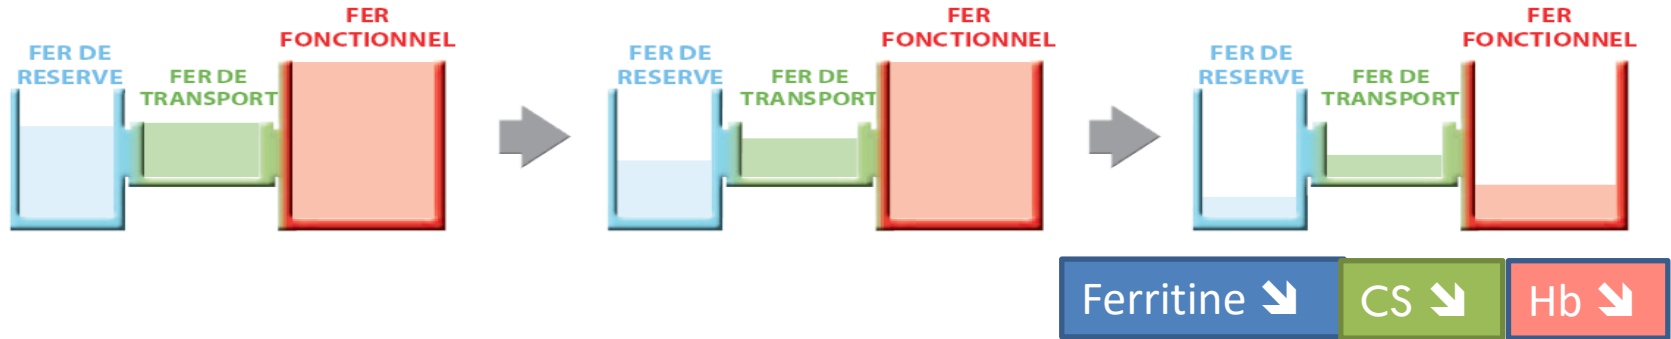 FER DE
RESERVE
FER DE
TRANSPORT
FER
FONCTIONNEL
FER DE
RESERVE
FER DE
TRANSPORT
FER
FONCTIONNEL
FER DE
RESERVE
FER DE
TRANSPORT
FER
FONCTIONNEL
Ferritine ⬊
CS ⬊
Hb ⬊